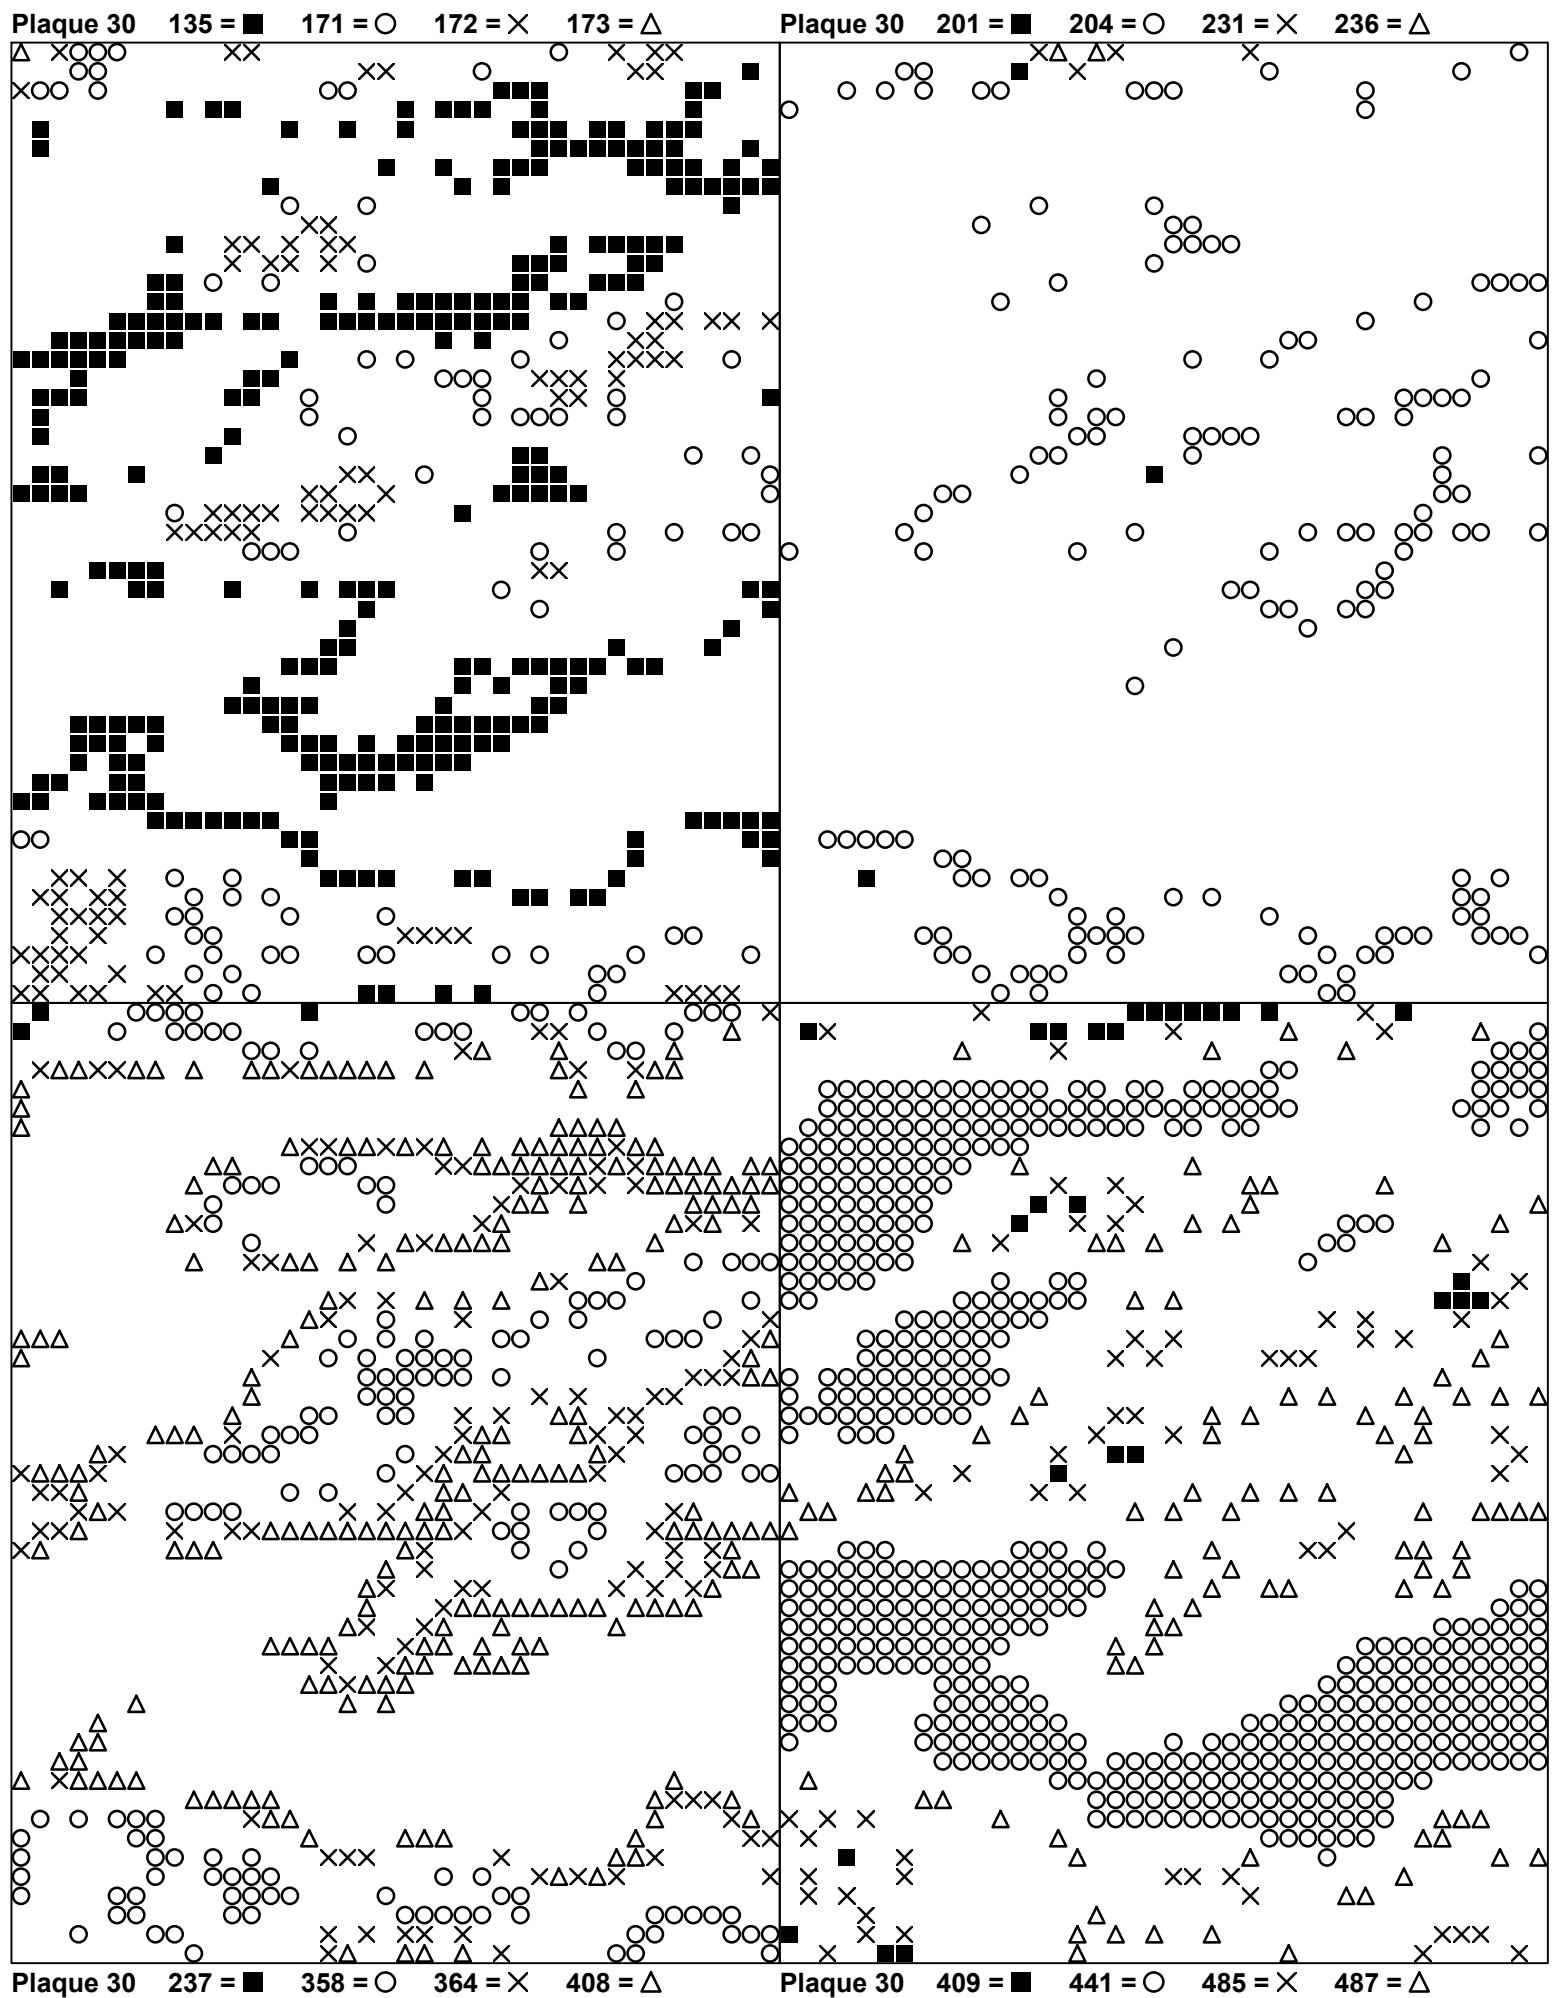 Plaque 30 135 = ■ 171 = ○ 172 = × 173 = △
Plaque 30 201 = ■ 204 = ○ 231 = × 236 = △
Plaque 30 237 = ■ 358 = ○ 364 = × 408 = △
Plaque 30 409 = ■ 441 = ○ 485 = × 487 = △